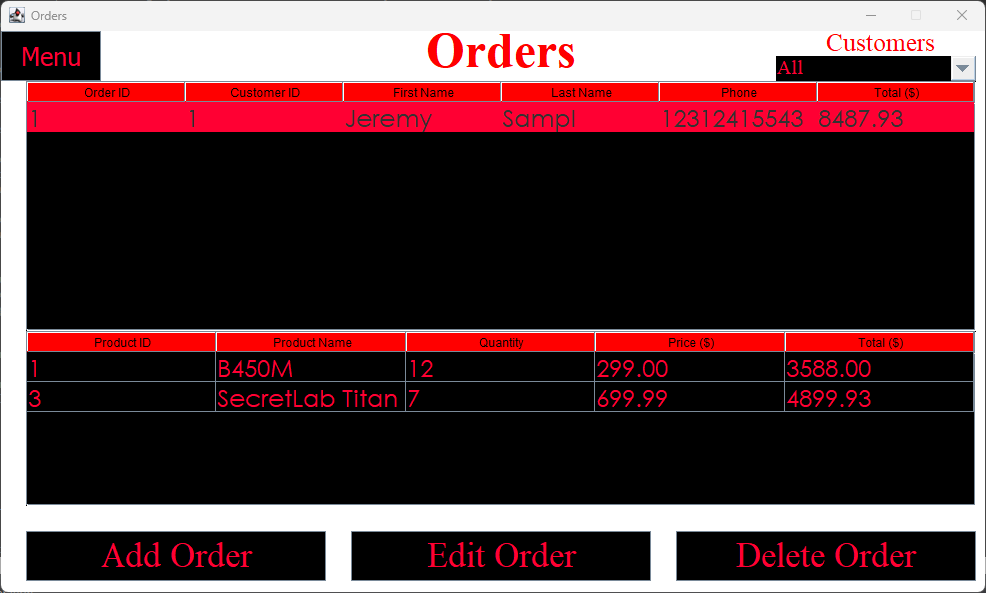 Orders
Menu
Orders
Customers
All
Order ID Customer ID First Name Last Name Phone Total ($)
1 1 Jeremy Sampl 12312415543 8487.93
Product ID Product Name Quantity Price ($) Total ($)
1 B450M 12 299.00 3588.00
3 SecretLab Titan 7 699.99 4899.93
Add Order Edit Order Delete Order